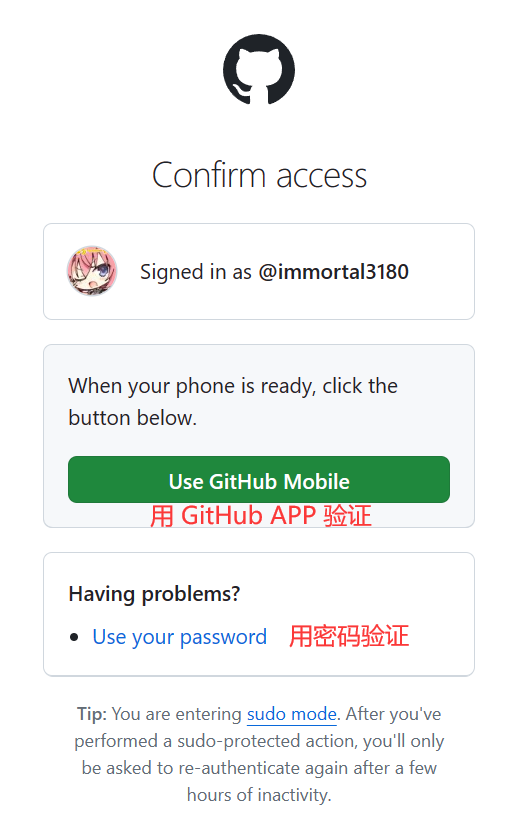 Confirm access
Signed in as @immortal3180
When your phone is ready, click the
button below.
Use GitHub Mobile
用 GitHub APP 验证
Having problems?
Use your password 用密码验证
Tip: You are entering sudo mode. After you've
performed a sudo-protected action, you'll only
be asked to re-authenticate again after a few
hours of inactivity.